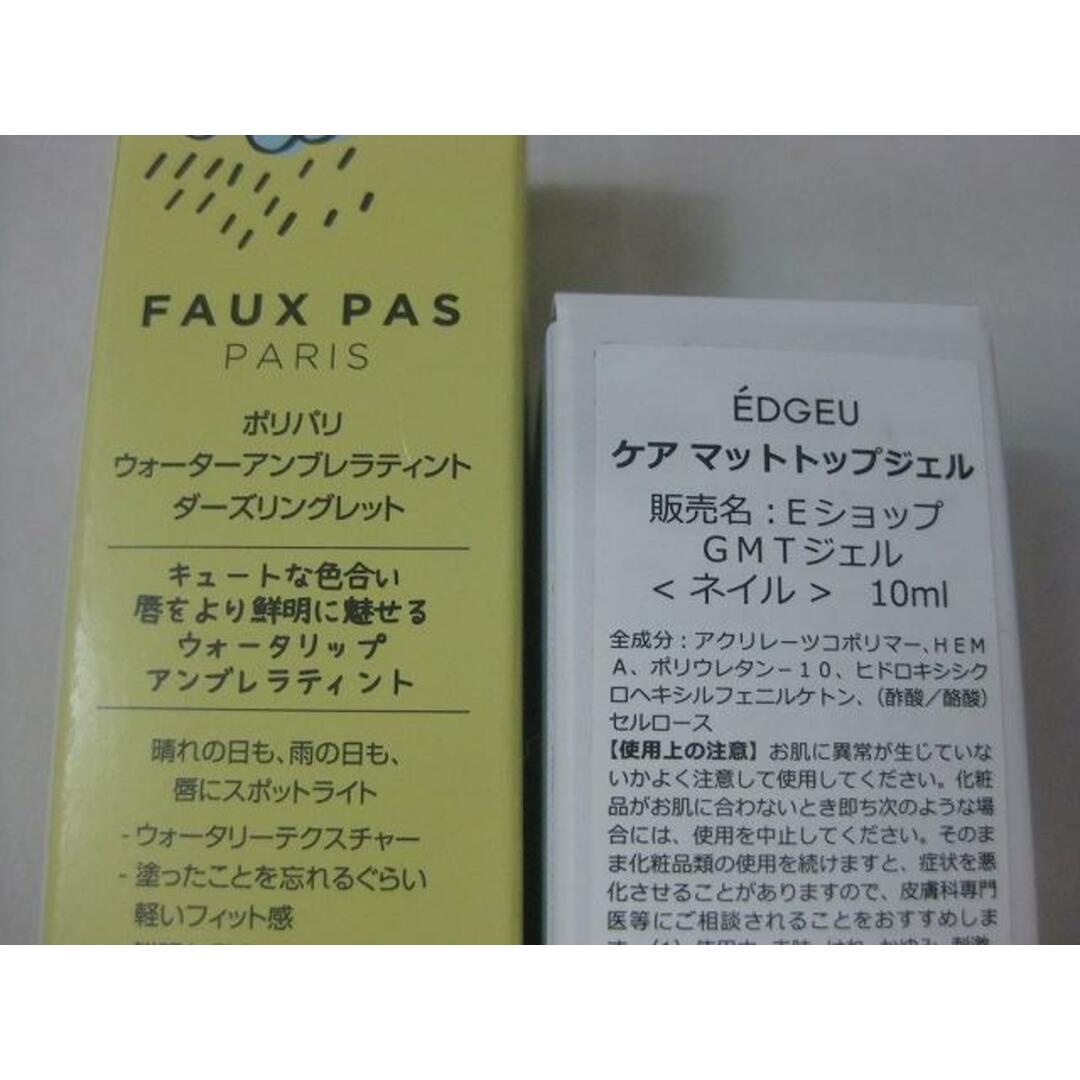 FAUX PAS
PARIS
ポリパリ
ウォーターアンブレラティント
ダーズリングレット
キュートな色合い
唇をより鮮明に魅せる
ウォータリップ
アンブレラティント
晴れの日も、雨の日も、
唇にスポットライト
-ウォータリーテクスチャー
-塗ったことを忘れるぐらい
軽いフィット感
ÉDGEU
ケア マットトップジェル
販売名:Eショップ
GMTジェル
<ネイル> 10ml
全成分:アクリレーツコポリマー、HEM
A、ポリウレタン-10、ヒドロキシシク
ロヘキシルフェニルケトン、(酢酸/酪酸)
セルロース
【使用上の注意】お肌に異常が生じていな
いかよく注意して使用してください。化粧
品がお肌に合わないとき即ち次のような場
合には、使用を中止してください。そのま
ま化粧品類の使用を続けますと、症状を悪
化させることがありますので、皮膚科専門
医等にご相談されることをおすすめしま